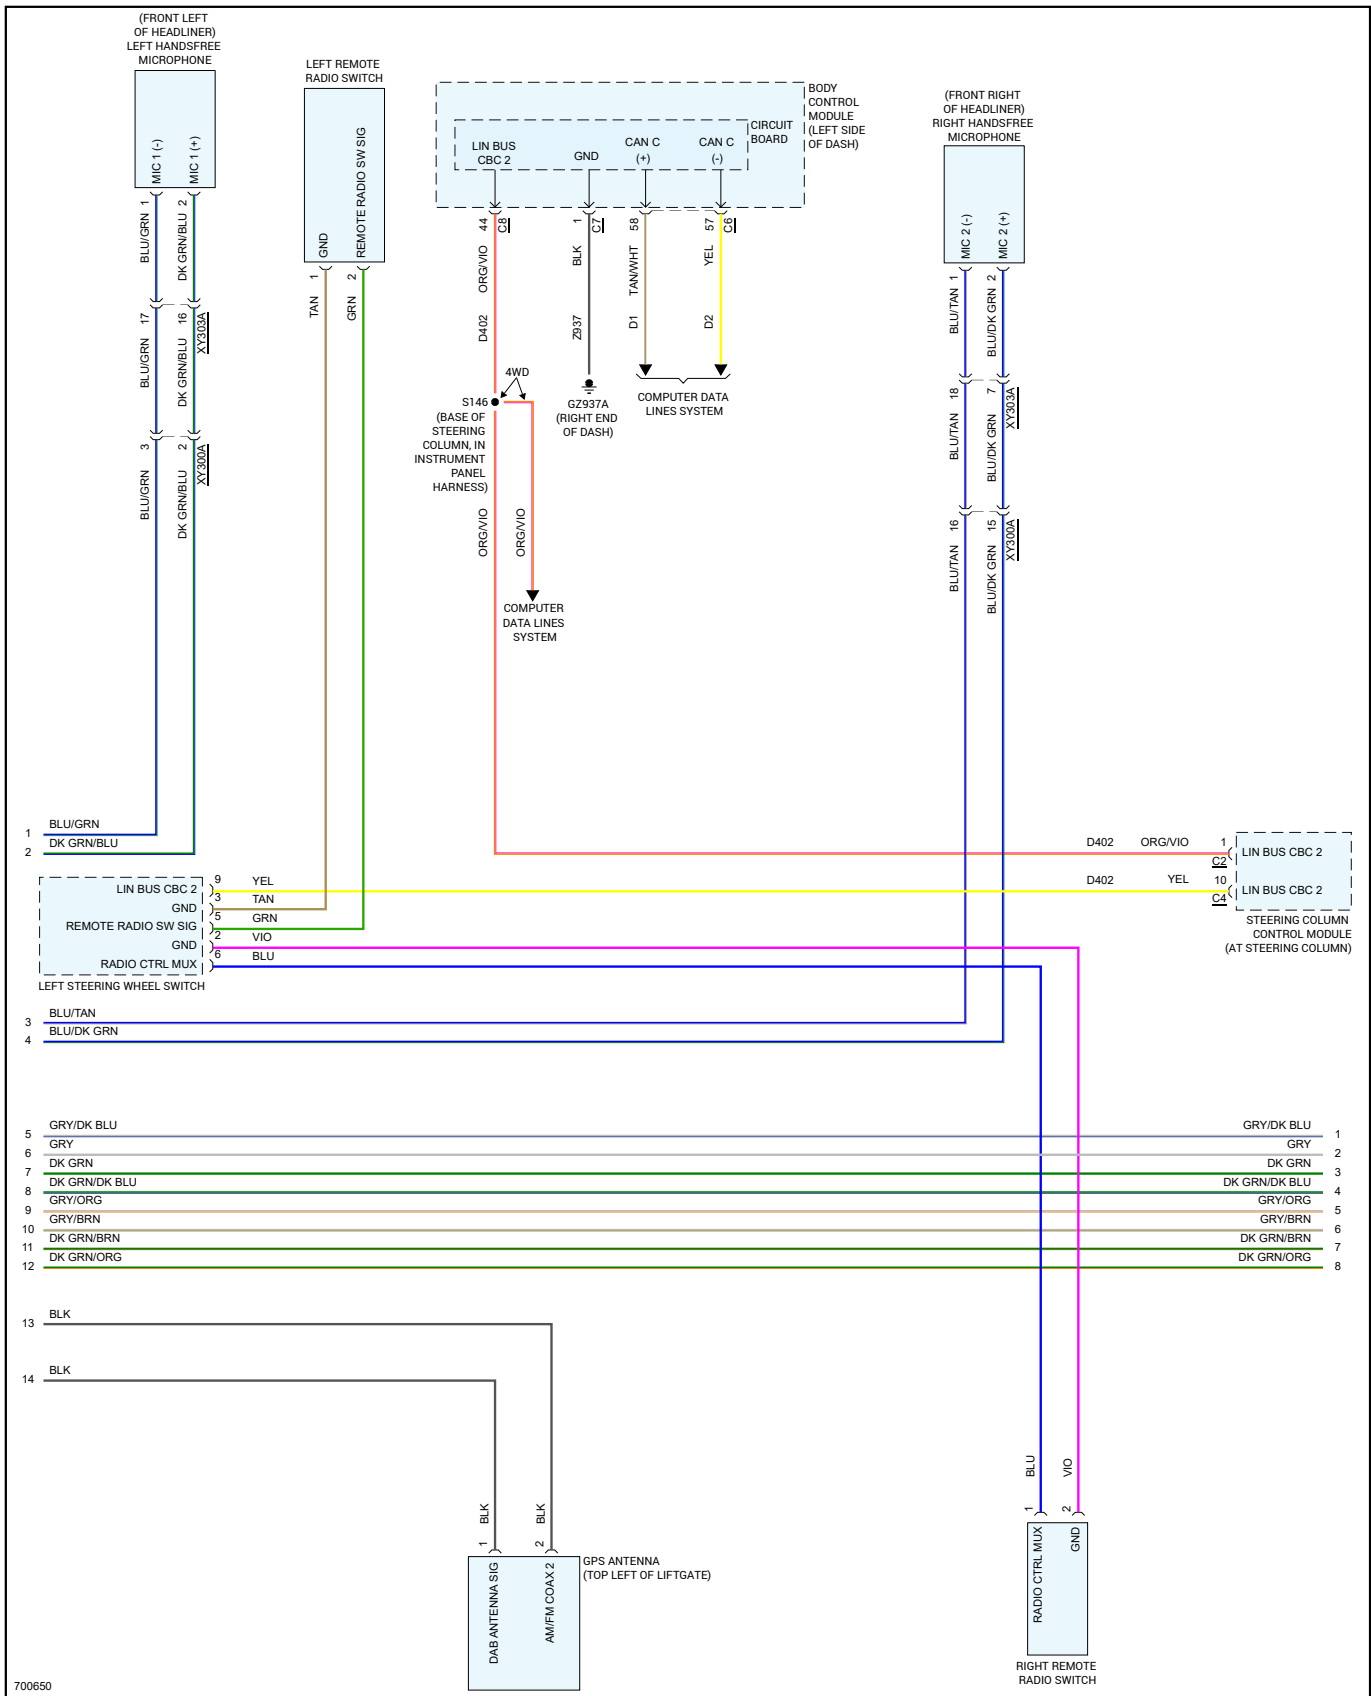 (FRONT LEFT
OF HEADLINER)
LEFT HANDSFREE
MICROPHONE
MIC 1 (-)
MIC 1 (+)
1
2
BLU/GRN
DK GRN/BLU
17
16
XY303A
BLU/GRN
DK GRN/BLU
3
2
XY300A
BLU/GRN
DK GRN/BLU
LEFT REMOTE
RADIO SWITCH
GND
REMOTE RADIO SW SIG
1
2
TAN
GRN
BODY
CONTROL
MODULE
(LEFT SIDE
OF DASH)
CIRCUIT
BOARD
LIN BUS
CBC 2
GND
CAN C
(+)
CAN C
(-)
44
C8
1
C7
58
57
C6
ORG/VIO
BLK
TAN/WHT
YEL
D402
Z937
D1
D2
4WD
S146
(BASE OF
STEERING
COLUMN, IN
INSTRUMENT
PANEL
HARNESS)
GZ937A
(RIGHT END
OF DASH)
COMPUTER DATA
LINES SYSTEM
ORG/VIO
ORG/VIO
COMPUTER
DATA LINES
SYSTEM
(FRONT RIGHT
OF HEADLINER)
RIGHT HANDSFREE
MICROPHONE
MIC 2 (-)
MIC 2 (+)
1
2
BLU/TAN
BLU/DK GRN
18
7
XY303A
BLU/TAN
BLU/DK GRN
16
15
XY300A
BLU/TAN
BLU/DK GRN
1 BLU/GRN
2 DK GRN/BLU
LIN BUS CBC 2 9 YEL
GND 3 TAN
REMOTE RADIO SW SIG 5 GRN
GND 2 VIO
RADIO CTRL MUX 6 BLU
LEFT STEERING WHEEL SWITCH
D402 ORG/VIO 1 C2 LIN BUS CBC 2
D402 YEL 10 C4 LIN BUS CBC 2
STEERING COLUMN
CONTROL MODULE
(AT STEERING COLUMN)
3 BLU/TAN
4 BLU/DK GRN
5 GRY/DK BLU GRY/DK BLU 1
6 GRY GRY 2
7 DK GRN DK GRN 3
8 DK GRN/DK BLU DK GRN/DK BLU 4
9 GRY/ORG GRY/ORG 5
10 GRY/BRN GRY/BRN 6
11 DK GRN/BRN DK GRN/BRN 7
12 DK GRN/ORG DK GRN/ORG 8
13 BLK
14 BLK
BLK
BLK
1
2
DAB ANTENNA SIG
AM/FM COAX 2
GPS ANTENNA
(TOP LEFT OF LIFTGATE)
BLU
VIO
1
2
RADIO CTRL MUX
GND
RIGHT REMOTE
RADIO SWITCH
700650